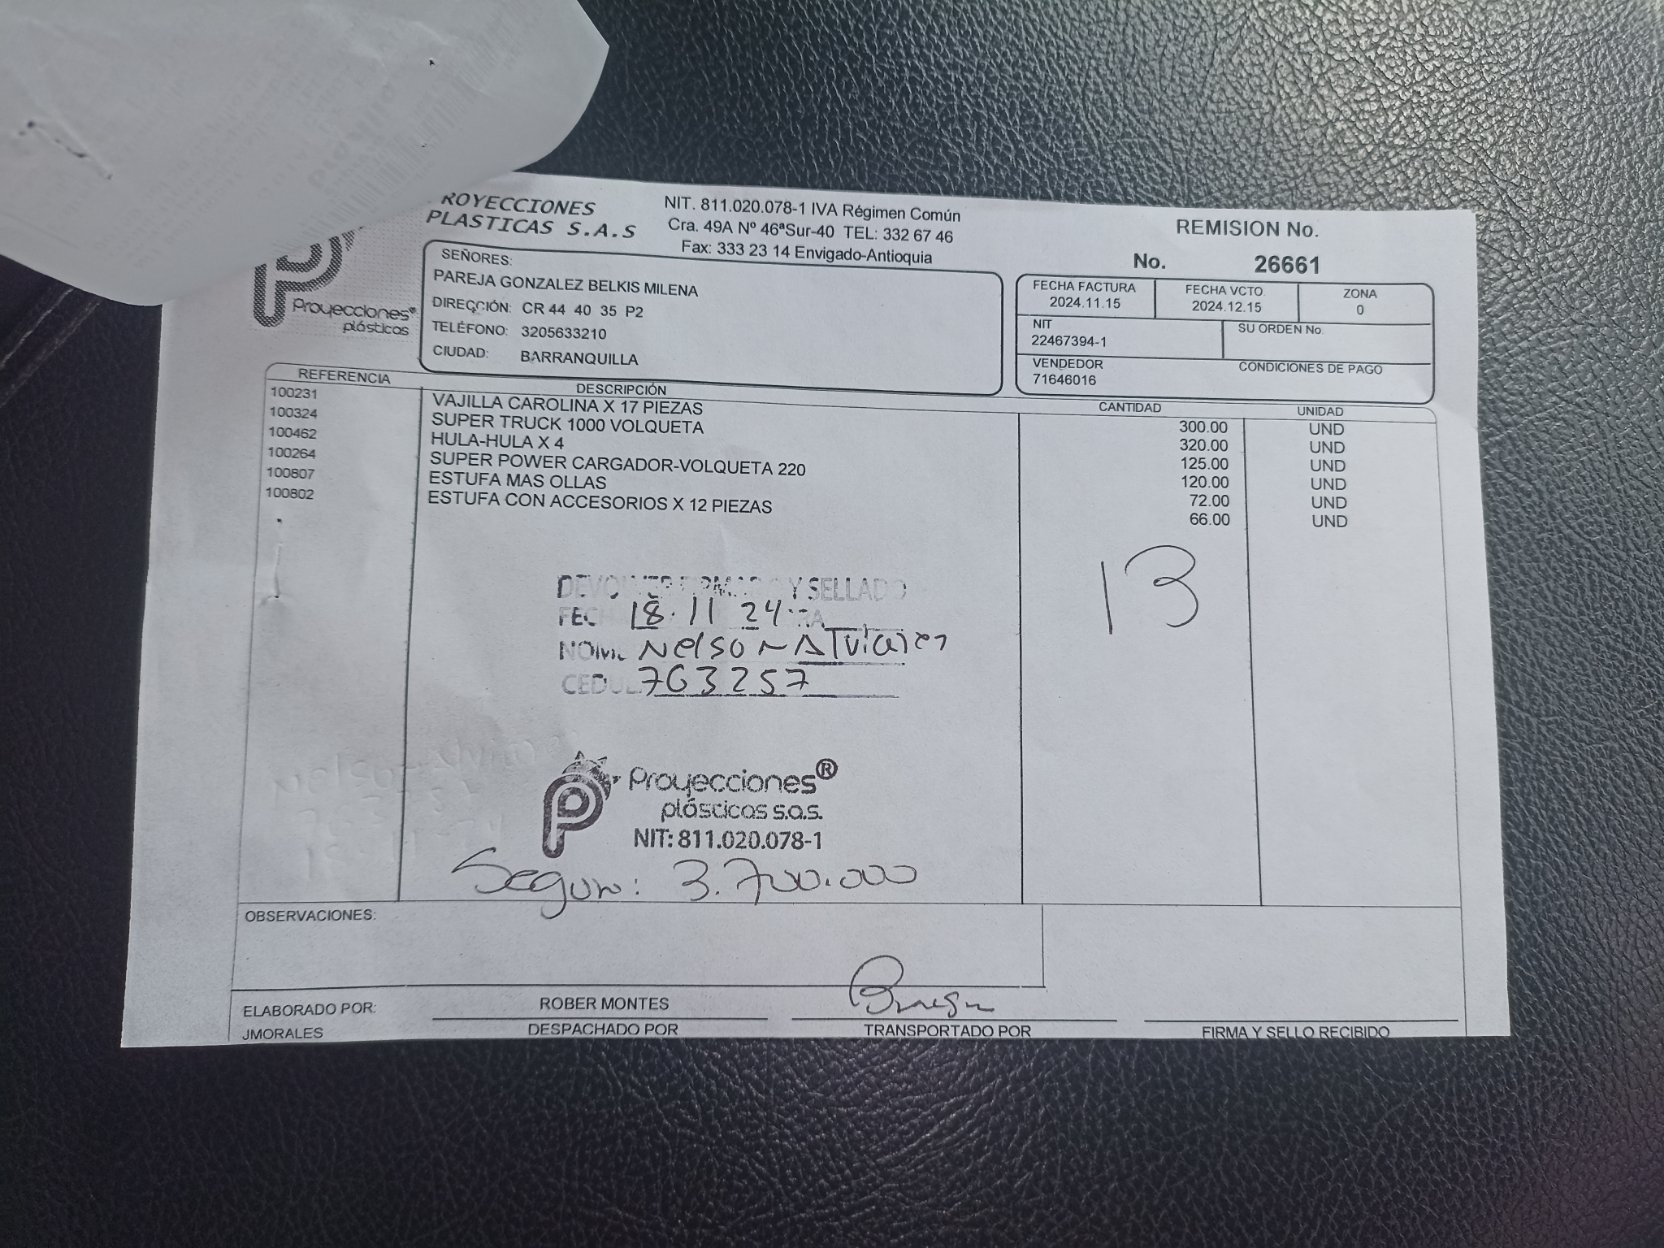 ROYECCIONES
PLASTICAS S.A.S
NIT. 811.020.078-1 IVA Régimen Común
Cra. 49A Nº 46ªSur-40 TEL: 332 67 46
Fax: 333 23 14 Envigado-Antioquia
REMISION No.
No. 26661
Proyecciones®
plásticas
SEÑORES:
PAREJA GONZALEZ BELKIS MILENA
DIRECCIÓN: CR 44 40 35 P2
TELÉFONO: 3205633210
CIUDAD: BARRANQUILLA
FECHA FACTURA FECHA VCTO. ZONA
2024.11.15 2024.12.15 0
NIT SU ORDEN No.
22467394-1
VENDEDOR CONDICIONES DE PAGO
71646016
REFERENCIA DESCRIPCIÓN CANTIDAD UNIDAD
100231 VAJILLA CAROLINA X 17 PIEZAS 300.00 UND
100324 SUPER TRUCK 1000 VOLQUETA 320.00 UND
100462 HULA-HULA X 4 125.00 UND
100264 SUPER POWER CARGADOR-VOLQUETA 220 120.00 UND
100807 ESTUFA MAS OLLAS 72.00 UND
100802 ESTUFA CON ACCESORIOS X 12 PIEZAS 66.00 UND
13
Y SELLADO
18 11 24
Nelson
763257
Proyecciones®
plásticas s.a.s.
NIT: 811.020.078-1
Seguro: 3.700.000
OBSERVACIONES:
ELABORADO POR: ROBER MONTES
JMORALES DESPACHADO POR TRANSPORTADO POR FIRMA Y SELLO RECIBIDO